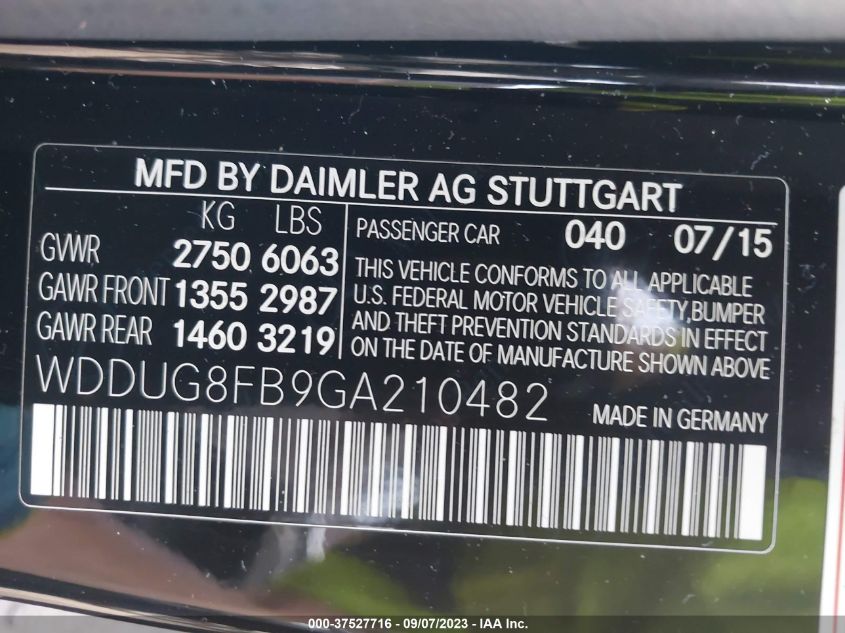 MFD BY DAIMLER AG STUTTGART
KG LBS
GVWR 2750 6063
GAWR FRONT 1355 2987
GAWR REAR 1460 3219
PASSENGER CAR 040 07/15
THIS VEHICLE CONFORMS TO ALL APPLICABLE
U.S. FEDERAL MOTOR VEHICLE SAFETY,BUMPER
AND THEFT PREVENTION STANDARDS IN EFFECT
ON THE DATE OF MANUFACTURE SHOWN ABOVE
WDDUG8FB9GA210482
MADE IN GERMANY
000-37527716 - 09/07/2023 - IAA Inc.